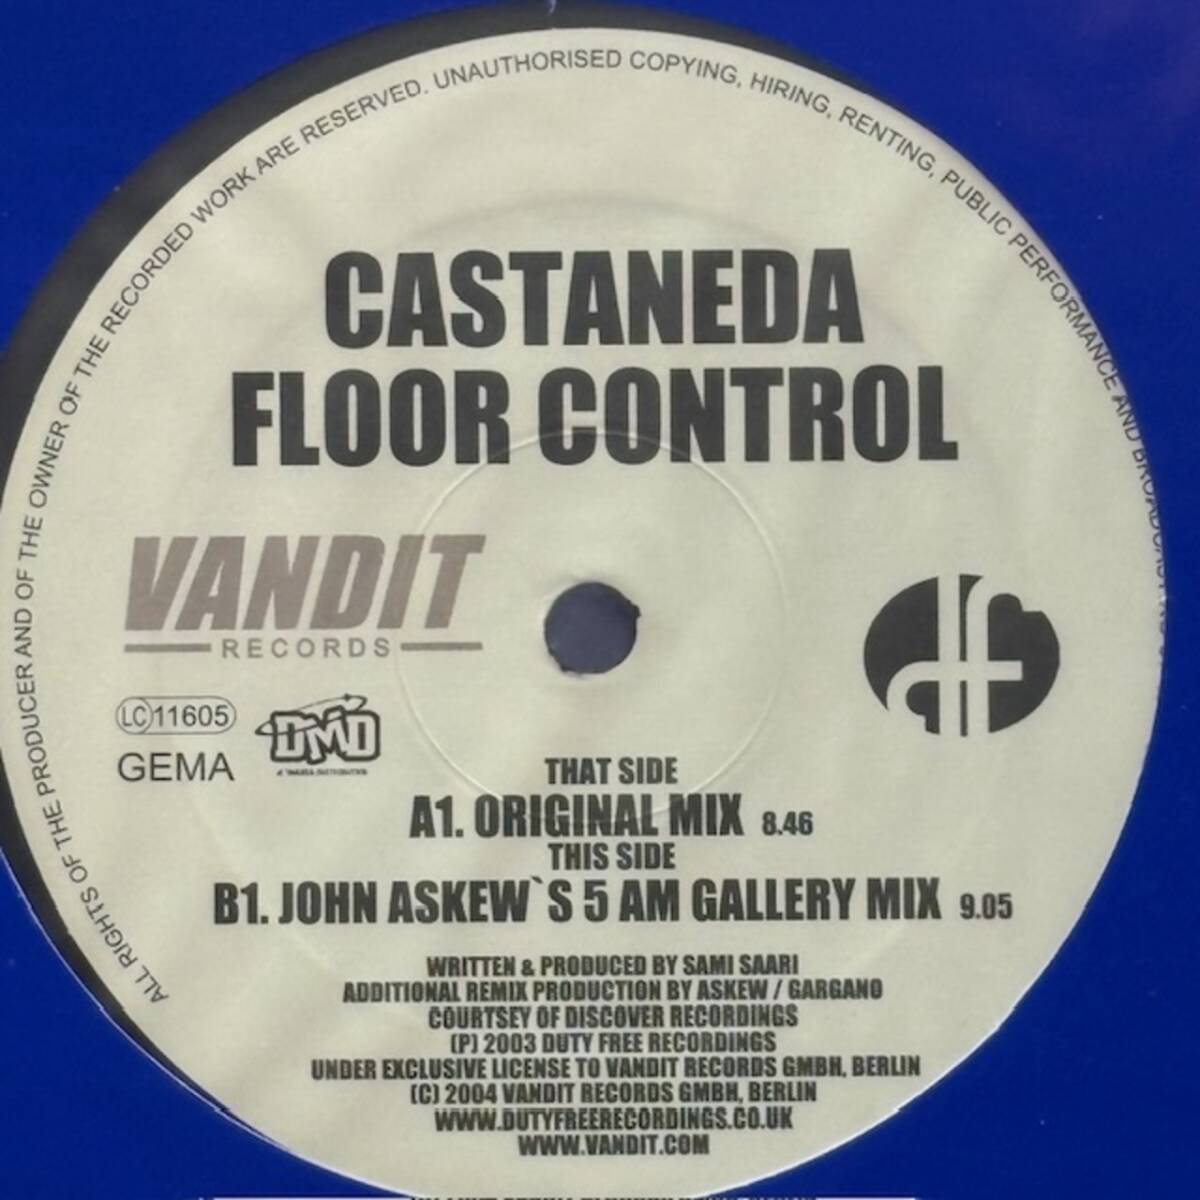 ALL RIGHTS OF THE PRODUCER AND OF THE OWNER OF THE RECORDED WORK ARE RESERVED. UNAUTHORISED COPYING, HIRING, RENTING, PUBLIC PERFORMANCE AND
CASTANEDA
FLOOR CONTROL
VANDIT
RECORDS
LC 11605
GEMA
DMD
df
THAT SIDE
A1. ORIGINAL MIX 8.46
THIS SIDE
B1. JOHN ASKEW`S 5 AM GALLERY MIX 9.05
WRITTEN & PRODUCED BY SAMI SAARI
ADDITIONAL REMIX PRODUCTION BY ASKEW / GARGANO
COURTSEY OF DISCOVER RECORDINGS
(P) 2003 DUTY FREE RECORDINGS
UNDER EXCLUSIVE LICENSE TO VANDIT RECORDS GMBH, BERLIN
(C) 2004 VANDIT RECORDS GMBH, BERLIN
WWW.DUTYFREERECORDINGS.CO.UK
WWW.VANDIT.COM